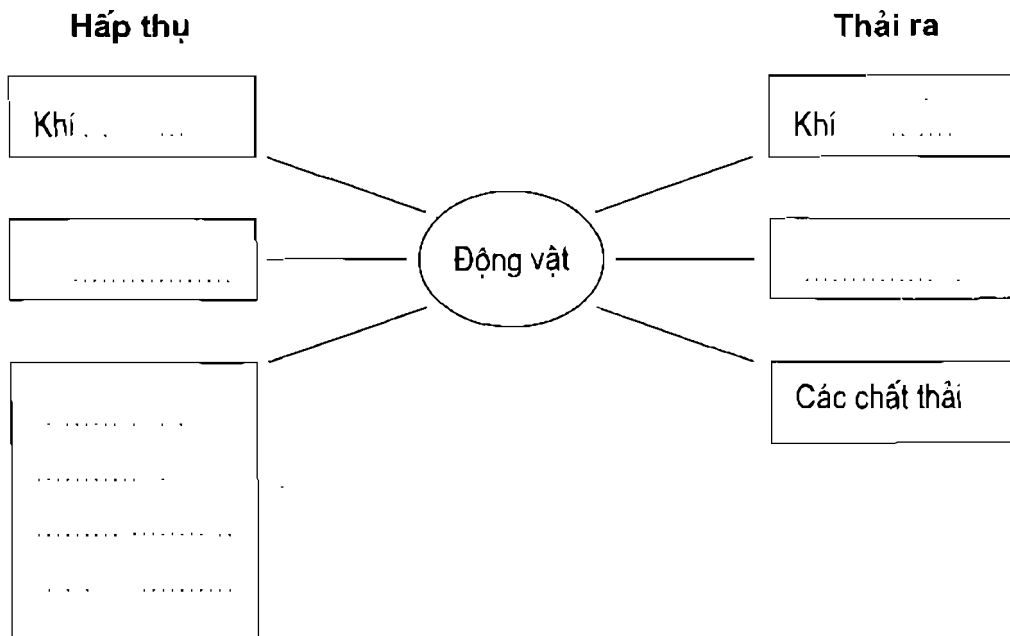 Hấp thụ
Thải ra
Khí
Khí
Động vật
Các chất thải